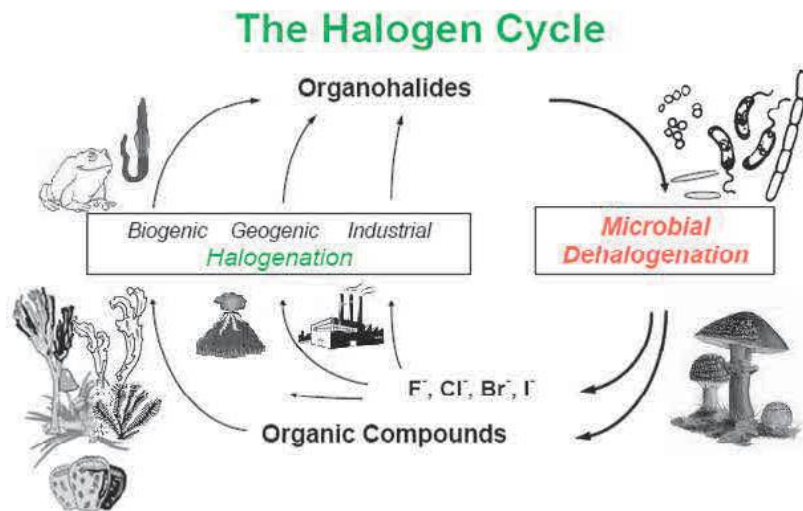 The Halogen Cycle
Organohalides
Biogenic Geogenic Industrial
Halogenation
Microbial
Dehalogenation
F⁻, Cl⁻, Br⁻, I⁻
Organic Compounds